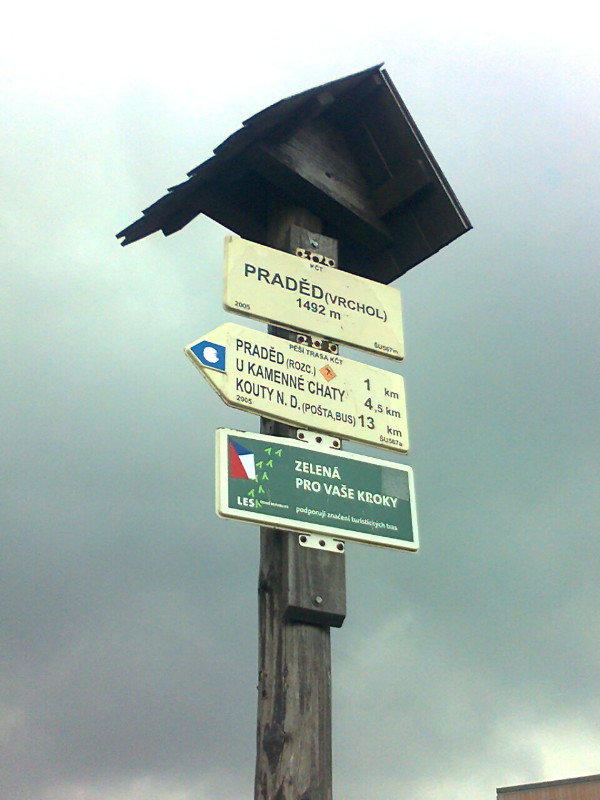 KČT
PRADĚD (VRCHOL)
1492 m
2005 ŠU567m
PĚŠÍ TRASA KČT
PRADĚD (ROZC.) 1 km
U KAMENNÉ CHATY 4,5 km
KOUTY N. D. (POŠTA,BUS) 13 km
2005 ŠU567a
ZELENÁ
PRO VAŠE KROKY
podporují značení turistických tras